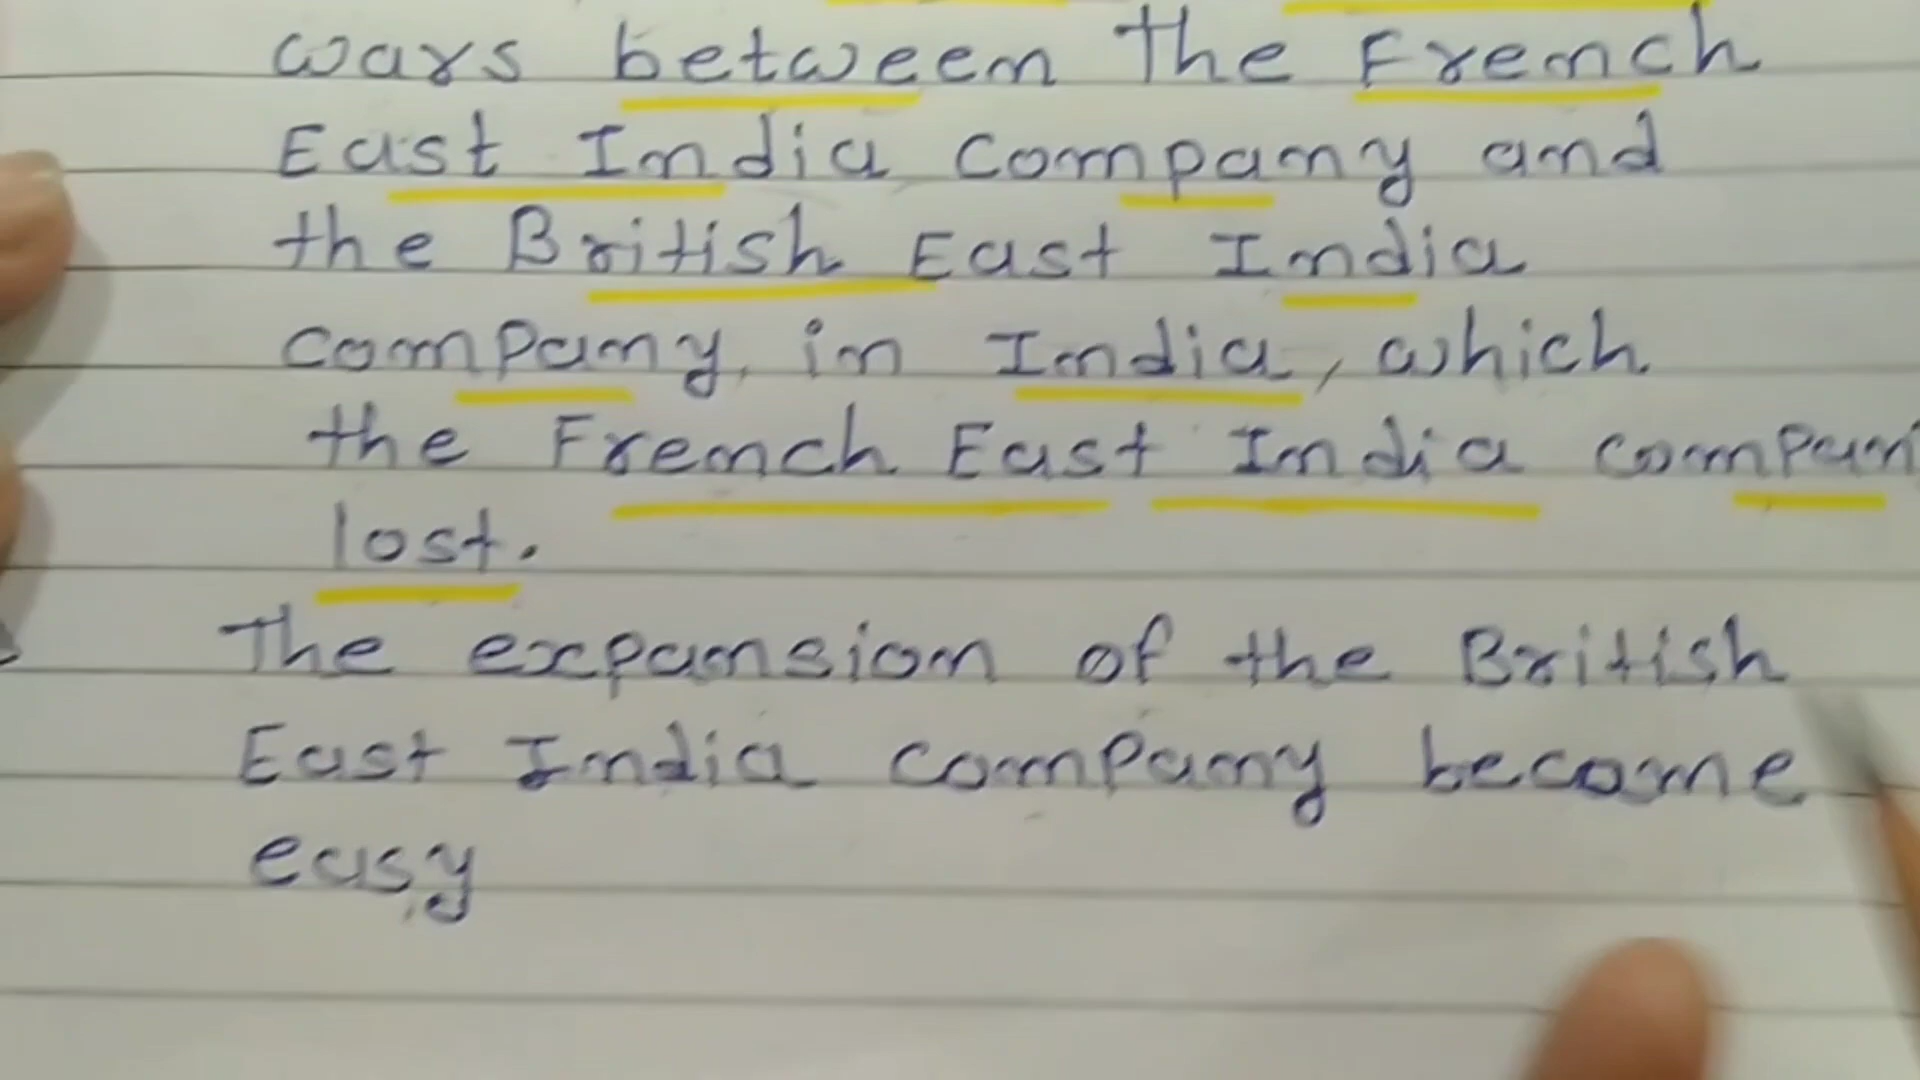 wars between the French
East India Company and
the British East India
company, in India, which
the French East India compan
lost.
The expansion of the British
East India company become
easy